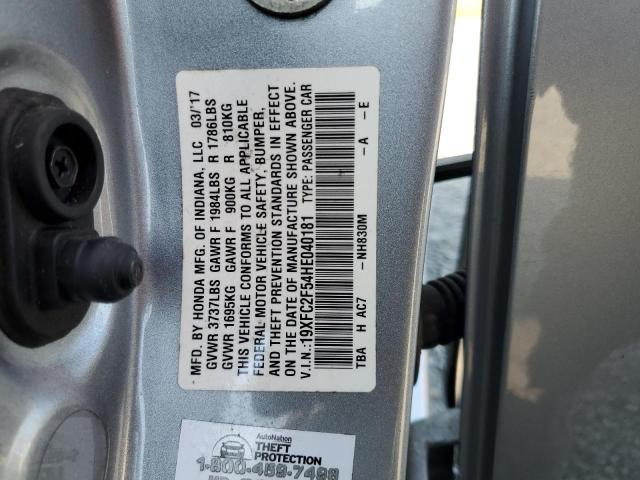 MFD. BY HONDA MFG. OF INDIANA, LLC 03/'17
GVWR 3737LBS GAWR F 1984LBS R 1786LBS
GVWR 1695KG GAWR F 900KG R 810KG
THIS VEHICLE CONFORMS TO ALL APPLICABLE
FEDERAL MOTOR VEHICLE SAFETY, BUMPER,
AND THEFT PREVENTION STANDARDS IN EFFECT
ON THE DATE OF MANUFACTURE SHOWN ABOVE.
V.I.N.:19XFC2F54HE040181 TYPE: PASSENGER CAR
TBA H AC7 -NH830M -A -E
AutoNation
THEFT
PROTECTION
1-800-459-7498